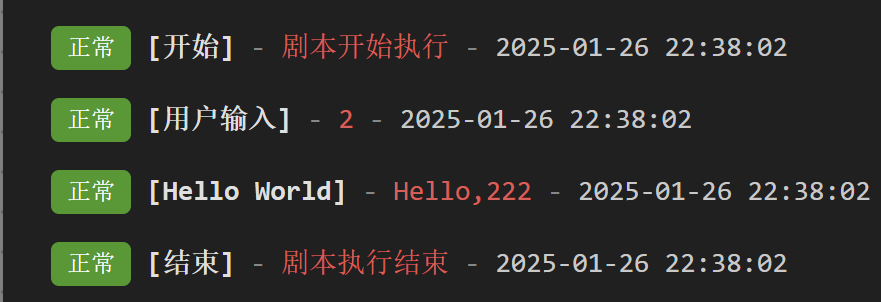 正常 [开始] - 剧本开始执行 - 2025-01-26 22:38:02
正常 [用户输入] - 2 - 2025-01-26 22:38:02
正常 [Hello World] - Hello,222 - 2025-01-26 22:38:02
正常 [结束] - 剧本执行结束 - 2025-01-26 22:38:02